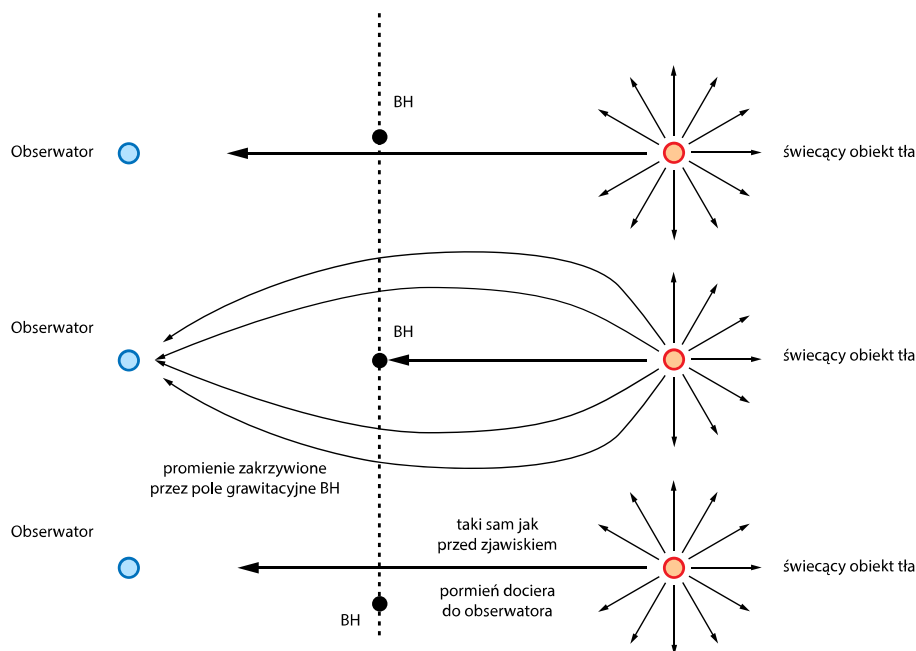 BH
Obserwator
świecący obiekt tła
Obserwator
BH
świecący obiekt tła
promienie zakrzywione
przez pole grawitacyjne BH
Obserwator
taki sam jak
przed zjawiskiem
świecący obiekt tła
pormień dociera
do obserwatora
BH